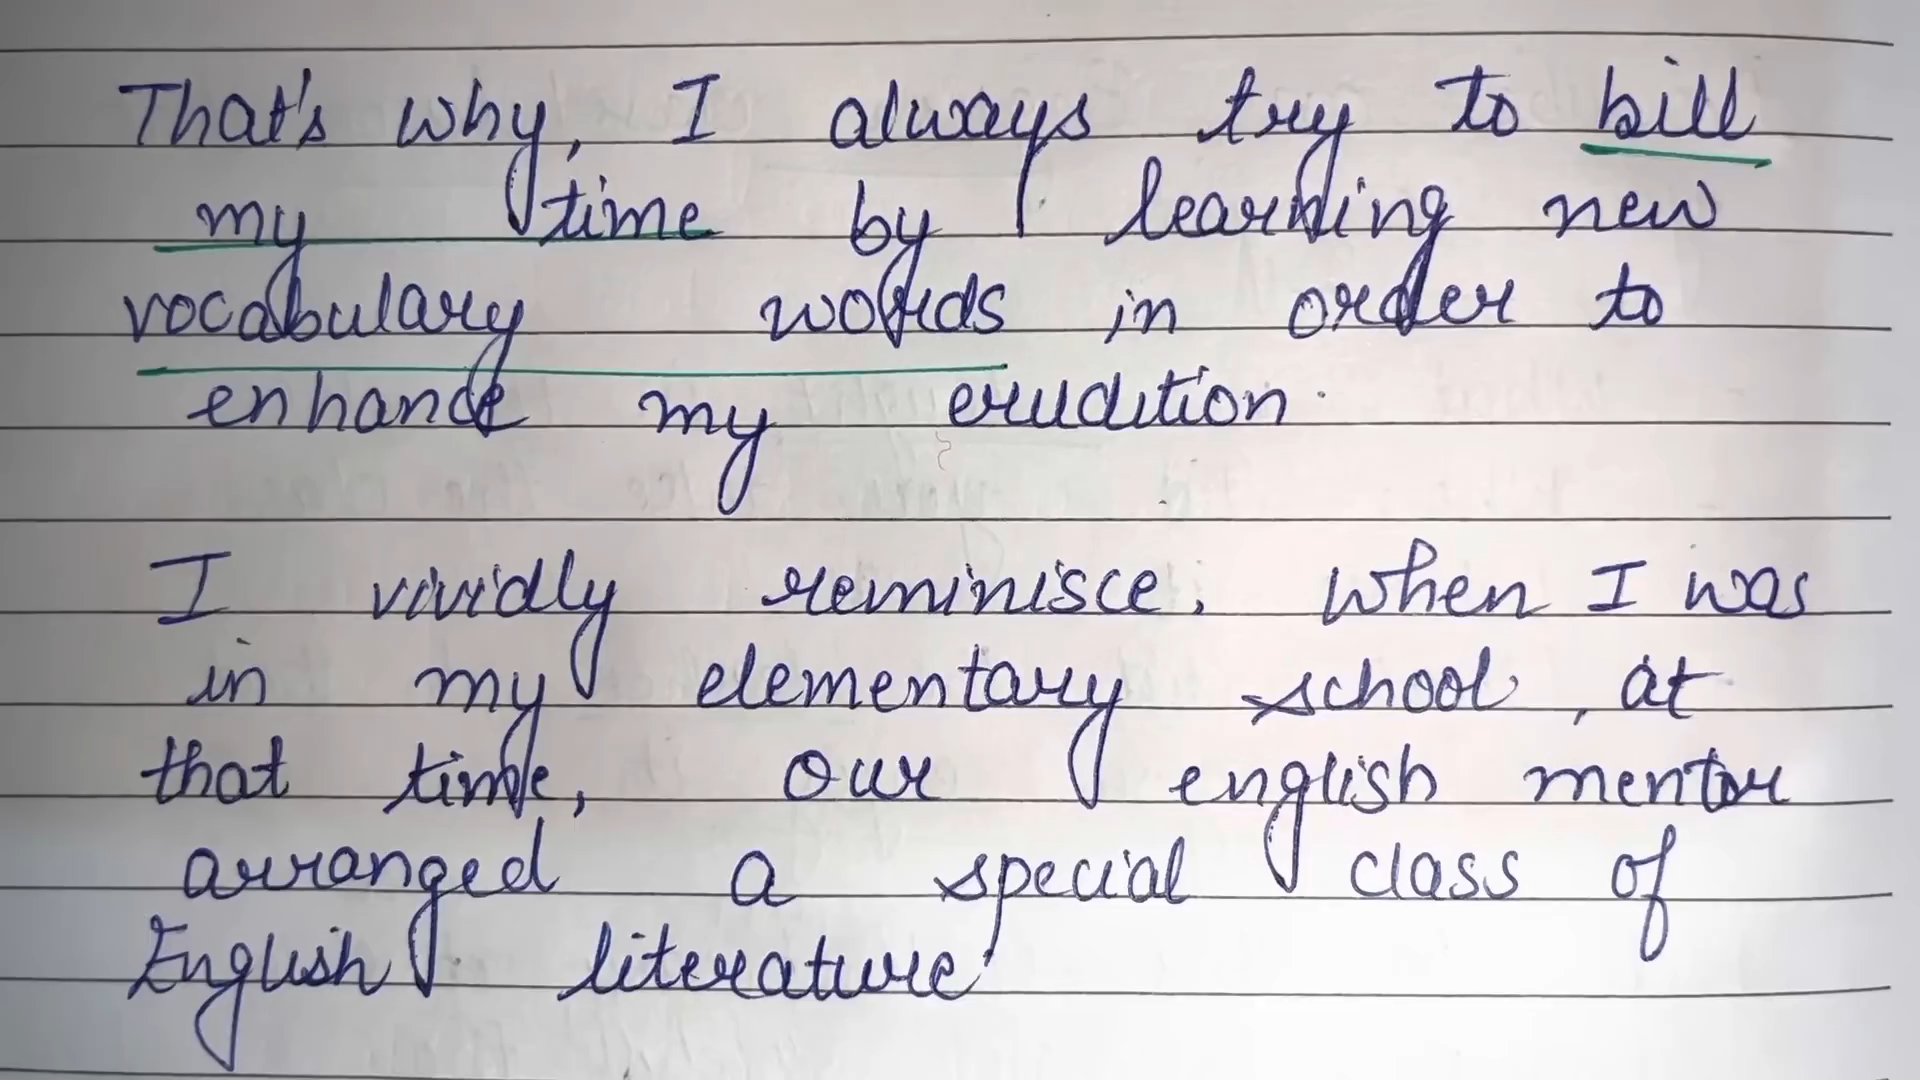 That's why, I always try to bill
my time by learning new
vocabulary words in order to
enhance my erudition.
I vividly reminisce, when I was
in my elementary school, at
that time, our english mentor
arranged a special class of
English literature